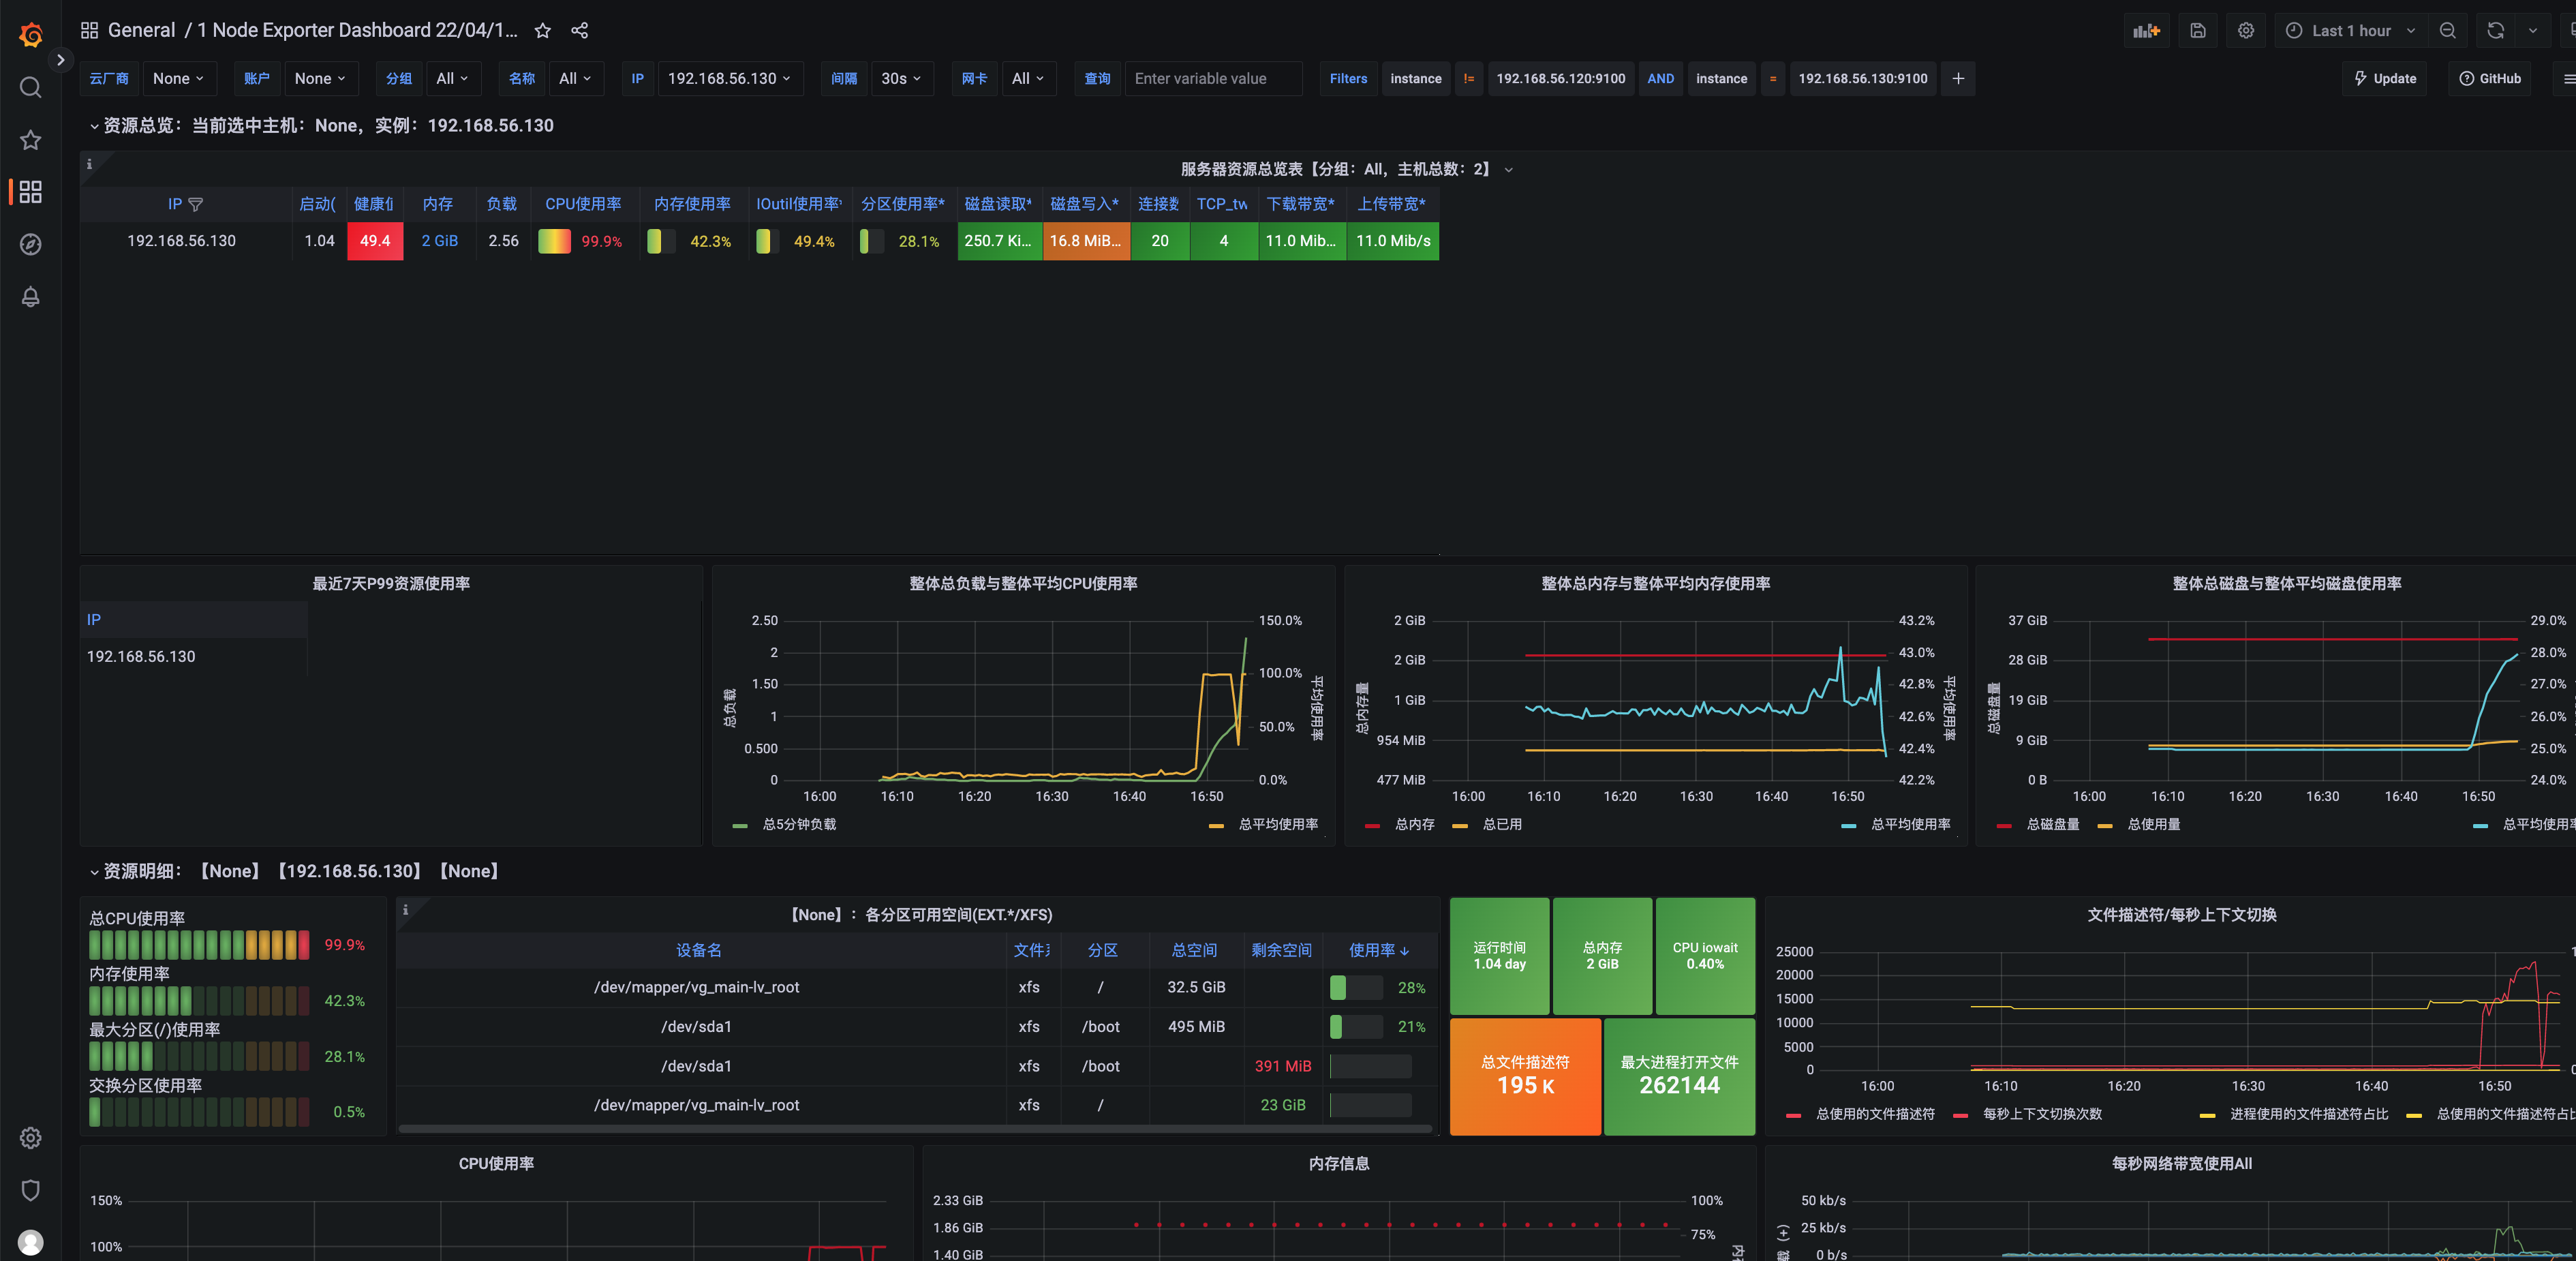 General / 1 Node Exporter Dashboard 22/04/1...
Last 1 hour
云厂商 None 账户 None 分组 All 名称 All IP 192.168.56.130 间隔 30s 网卡 All 查询 Enter variable value Filters instance != 192.168.56.120:9100 AND instance = 192.168.56.130:9100 + Update GitHub
资源总览：当前选中主机：None，实例：192.168.56.130
服务器资源总览表【分组：All，主机总数：2】
IP 启动( 内存 负载 CPU使用率 内存使用率 IOutil使用率* 分区使用率* 磁盘读取* 磁盘写入* 连接数 TCP_tw 下载带宽* 上传带宽*
192.168.56.130 1.04 49.4 2 GiB 2.56 99.9% 42.3% 49.4% 28.1% 250.7 Ki... 16.8 MiB... 20 4 11.0 Mib... 11.0 Mib/s
最近7天P99资源使用率
IP
192.168.56.130
整体总负载与整体平均CPU使用率
2.50 150.0%
2
1.50 100.0%
1
0.500 50.0%
0 0.0%
总负载
平均使用率
16:00 16:10 16:20 16:30 16:40 16:50
总5分钟负载 总平均使用率
整体总内存与整体平均内存使用率
2 GiB 43.2%
2 GiB 43.0%
1 GiB 42.8%
42.6%
954 MiB 42.4%
477 MiB 42.2%
总内存量
平均使用率
16:00 16:10 16:20 16:30 16:40 16:50
总内存 总已用 总平均使用率
整体总磁盘与整体平均磁盘使用率
37 GiB 29.0%
28 GiB 28.0%
19 GiB 27.0%
26.0%
9 GiB 25.0%
0 B 24.0%
总磁盘量
16:00 16:10 16:20 16:30 16:40 16:50
总磁盘量 总使用量 总平均使用率
资源明细：【None】【192.168.56.130】【None】
总CPU使用率
99.9%
内存使用率
42.3%
最大分区(/)使用率
28.1%
交换分区使用率
0.5%
【None】：各分区可用空间(EXT.*/XFS)
设备名 分区 总空间 剩余空间 使用率
/dev/mapper/vg_main-lv_root xfs / 32.5 GiB 28%
/dev/sda1 xfs /boot 495 MiB 21%
/dev/sda1 xfs /boot 391 MiB
/dev/mapper/vg_main-lv_root xfs / 23 GiB
运行时间
1.04 day
总内存
2 GiB
CPU iowait
0.40%
总文件描述符
195 K
最大进程打开文件
262144
文件描述符/每秒上下文切换
25000
20000
15000
10000
5000
0
16:00 16:10 16:20 16:30 16:40 16:50
总使用的文件描述符 每秒上下文切换次数 进程使用的文件描述符占比 总使用的文件描述符占比
CPU使用率
150%
100%
内存信息
2.33 GiB 100%
1.86 GiB 75%
1.40 GiB
每秒网络带宽使用All
50 kb/s
25 kb/s
0 b/s
(+)